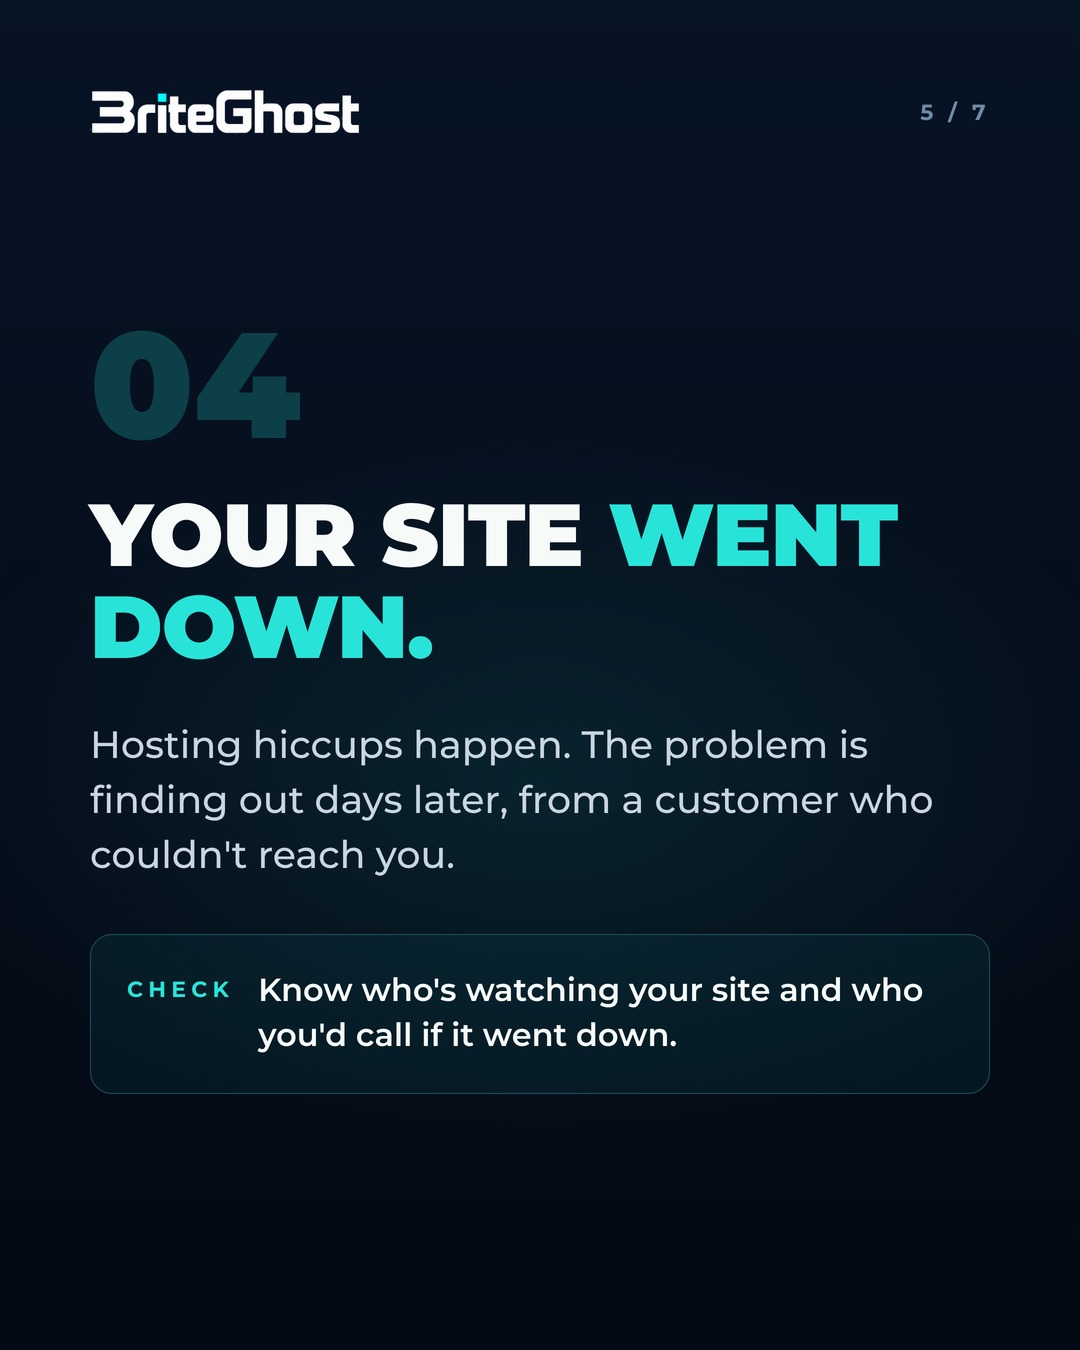 BriteGhost
5 / 7
04
YOUR SITE WENT
DOWN.
Hosting hiccups happen. The problem is
finding out days later, from a customer who
couldn't reach you.
CHECK
Know who's watching your site and who
you'd call if it went down.